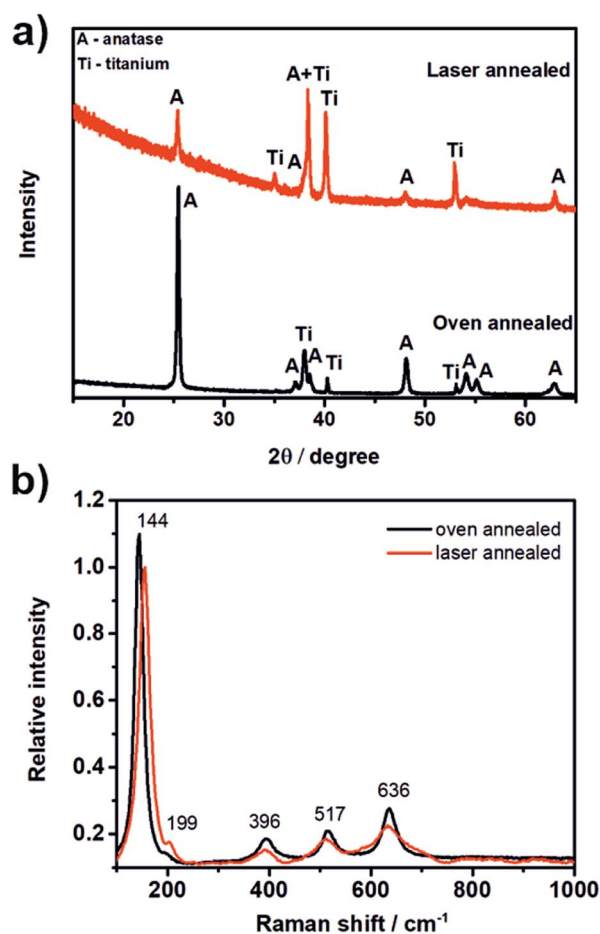 a)
A - anatase
Ti - titanium
Laser annealed
A
Ti
A
A+Ti
Ti
A
Ti
A
Intensity
Oven annealed
A
A
Ti
A
Ti
A
Ti
A
A
A
20 30 40 50 60
2θ / degree
b)
Relative intensity
1.2
1.0
0.8
0.6
0.4
0.2
144
199
396
517
636
oven annealed
laser annealed
200 400 600 800 1000
Raman shift / cm⁻¹